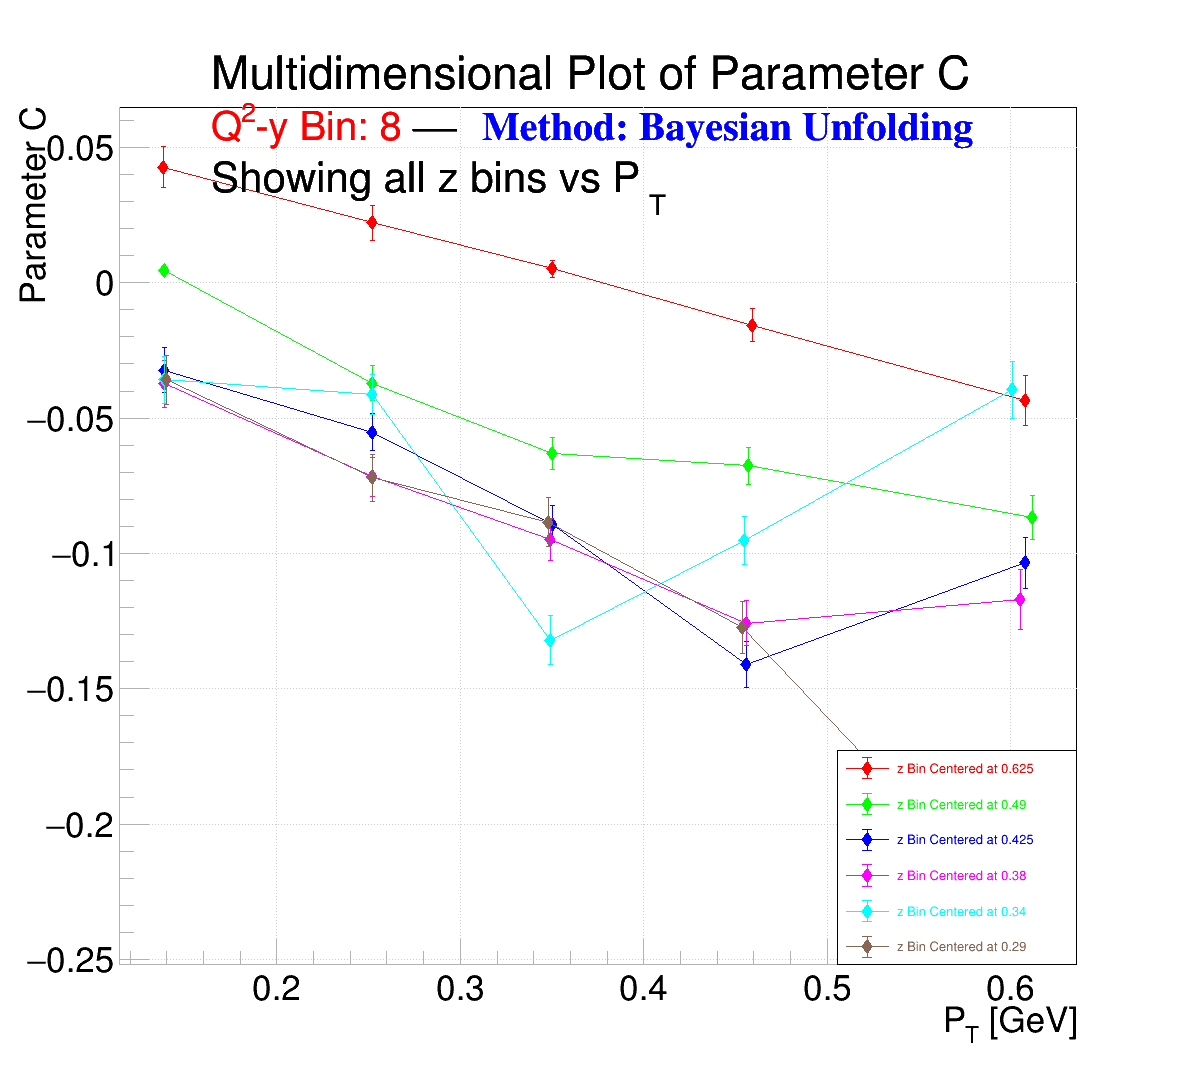 Multidimensional Plot of Parameter C
Q²-y Bin: 8 — Method: Bayesian Unfolding
Showing all z bins vs P_T
Parameter C
0.05
0
−0.05
−0.1
−0.15
−0.2
−0.25
z Bin Centered at 0.625
z Bin Centered at 0.49
z Bin Centered at 0.425
z Bin Centered at 0.38
z Bin Centered at 0.34
z Bin Centered at 0.29
0.2 0.3 0.4 0.5 0.6
P_T [GeV]